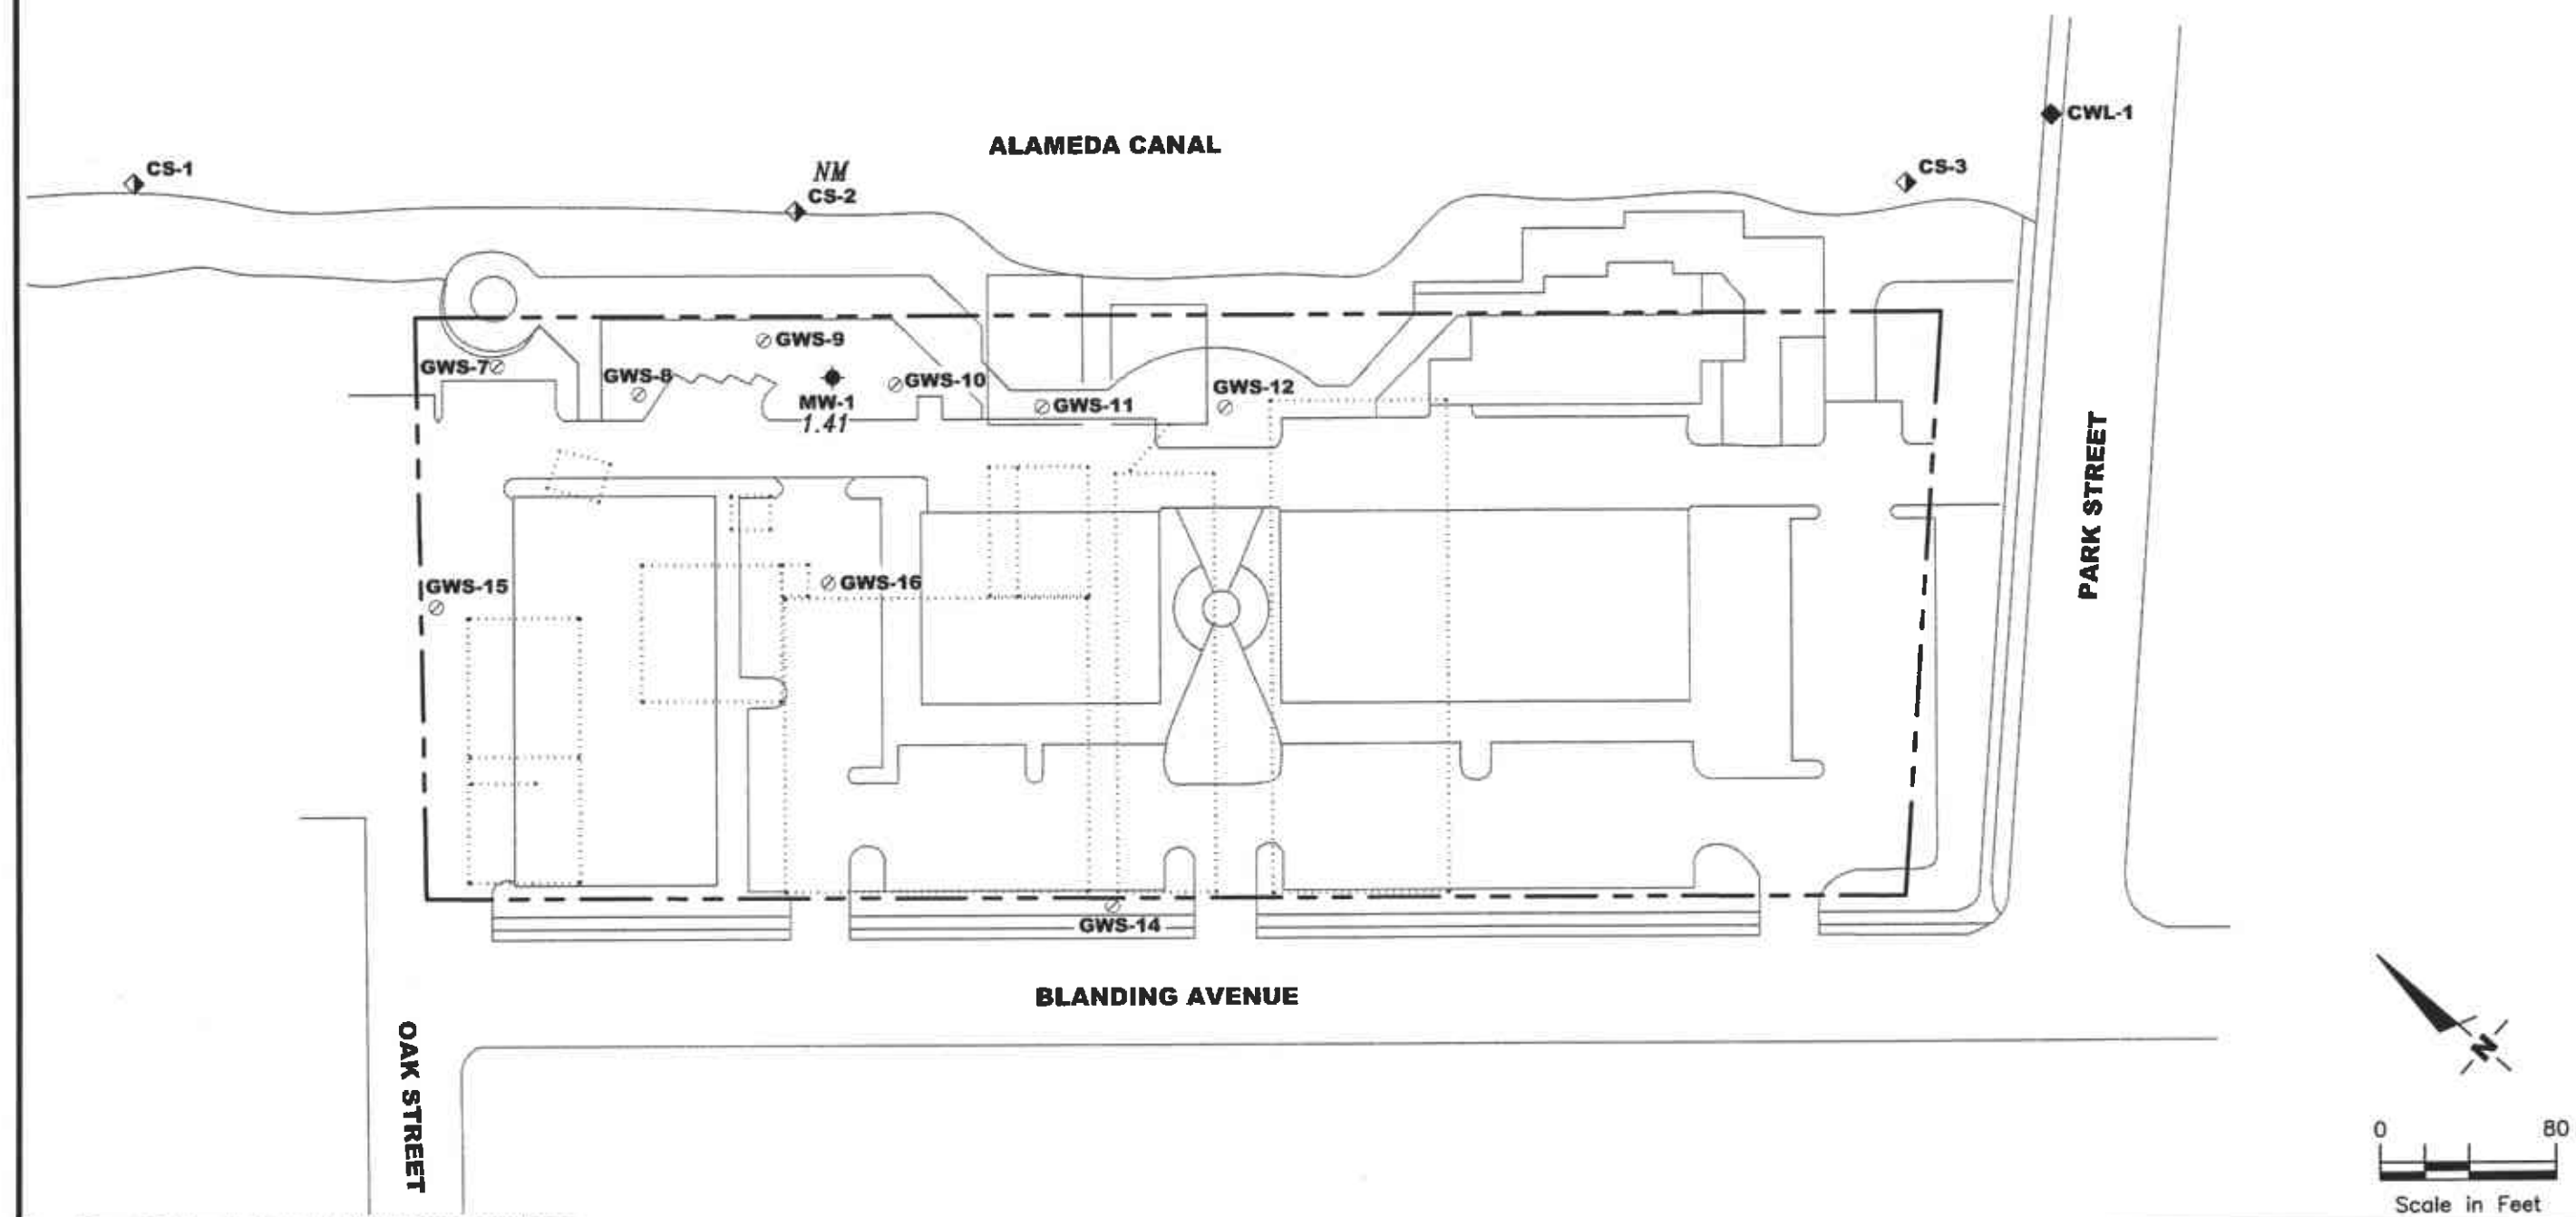 ALAMEDA CANAL
CWL-1
CS-1
NM
CS-2
CS-3
GWS-7
GWS-8
GWS-9
MW-1
1.41
GWS-10
GWS-11
GWS-12
PARK STREET
GWS-15
GWS-16
GWS-14
BLANDING AVENUE
OAK STREET
N
0 80
Scale in Feet